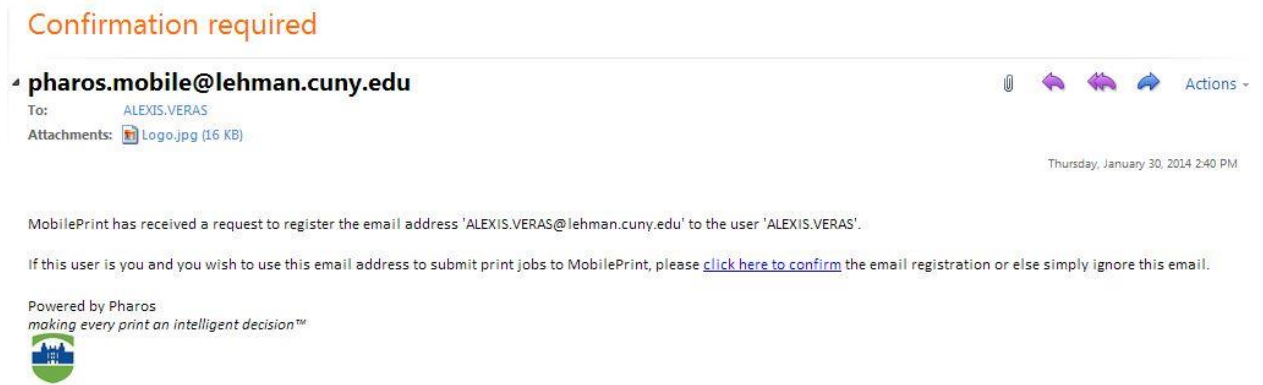 Confirmation required
pharos.mobile@lehman.cuny.edu
Actions
To: ALEXIS.VERAS
Attachments: Logo.jpg (16 KB)
Thursday, January 30, 2014 2:40 PM
MobilePrint has received a request to register the email address 'ALEXIS.VERAS@lehman.cuny.edu' to the user 'ALEXIS.VERAS'.
If this user is you and you wish to use this email address to submit print jobs to MobilePrint, please click here to confirm the email registration or else simply ignore this email.
Powered by Pharos
making every print an intelligent decision™